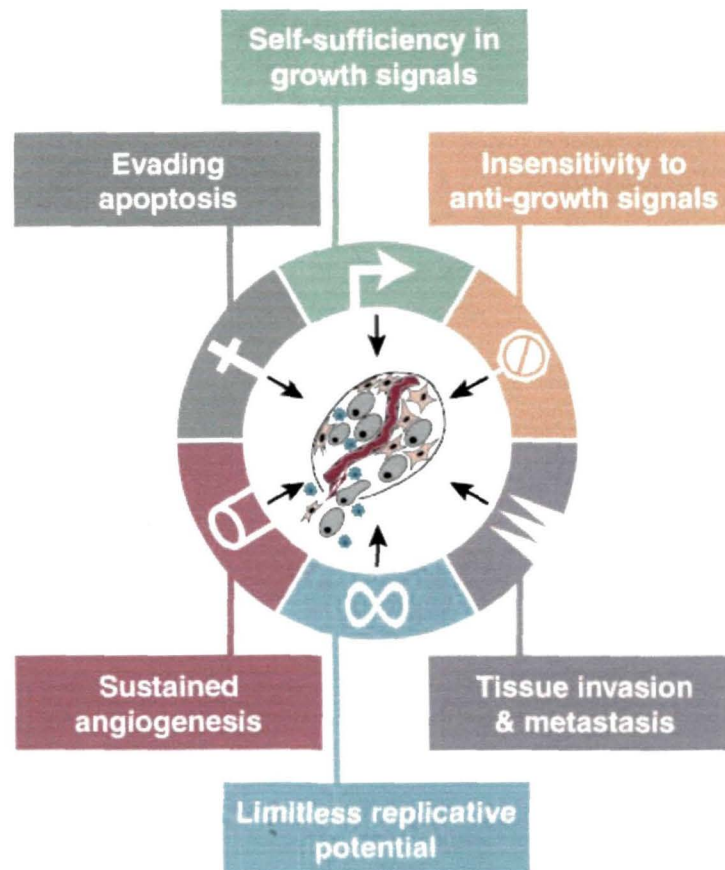 Self-sufficiency in
growth signals
Evading
apoptosis
Insensitivity to
anti-growth signals
Sustained
angiogenesis
Tissue invasion
& metastasis
Limitless replicative
potential